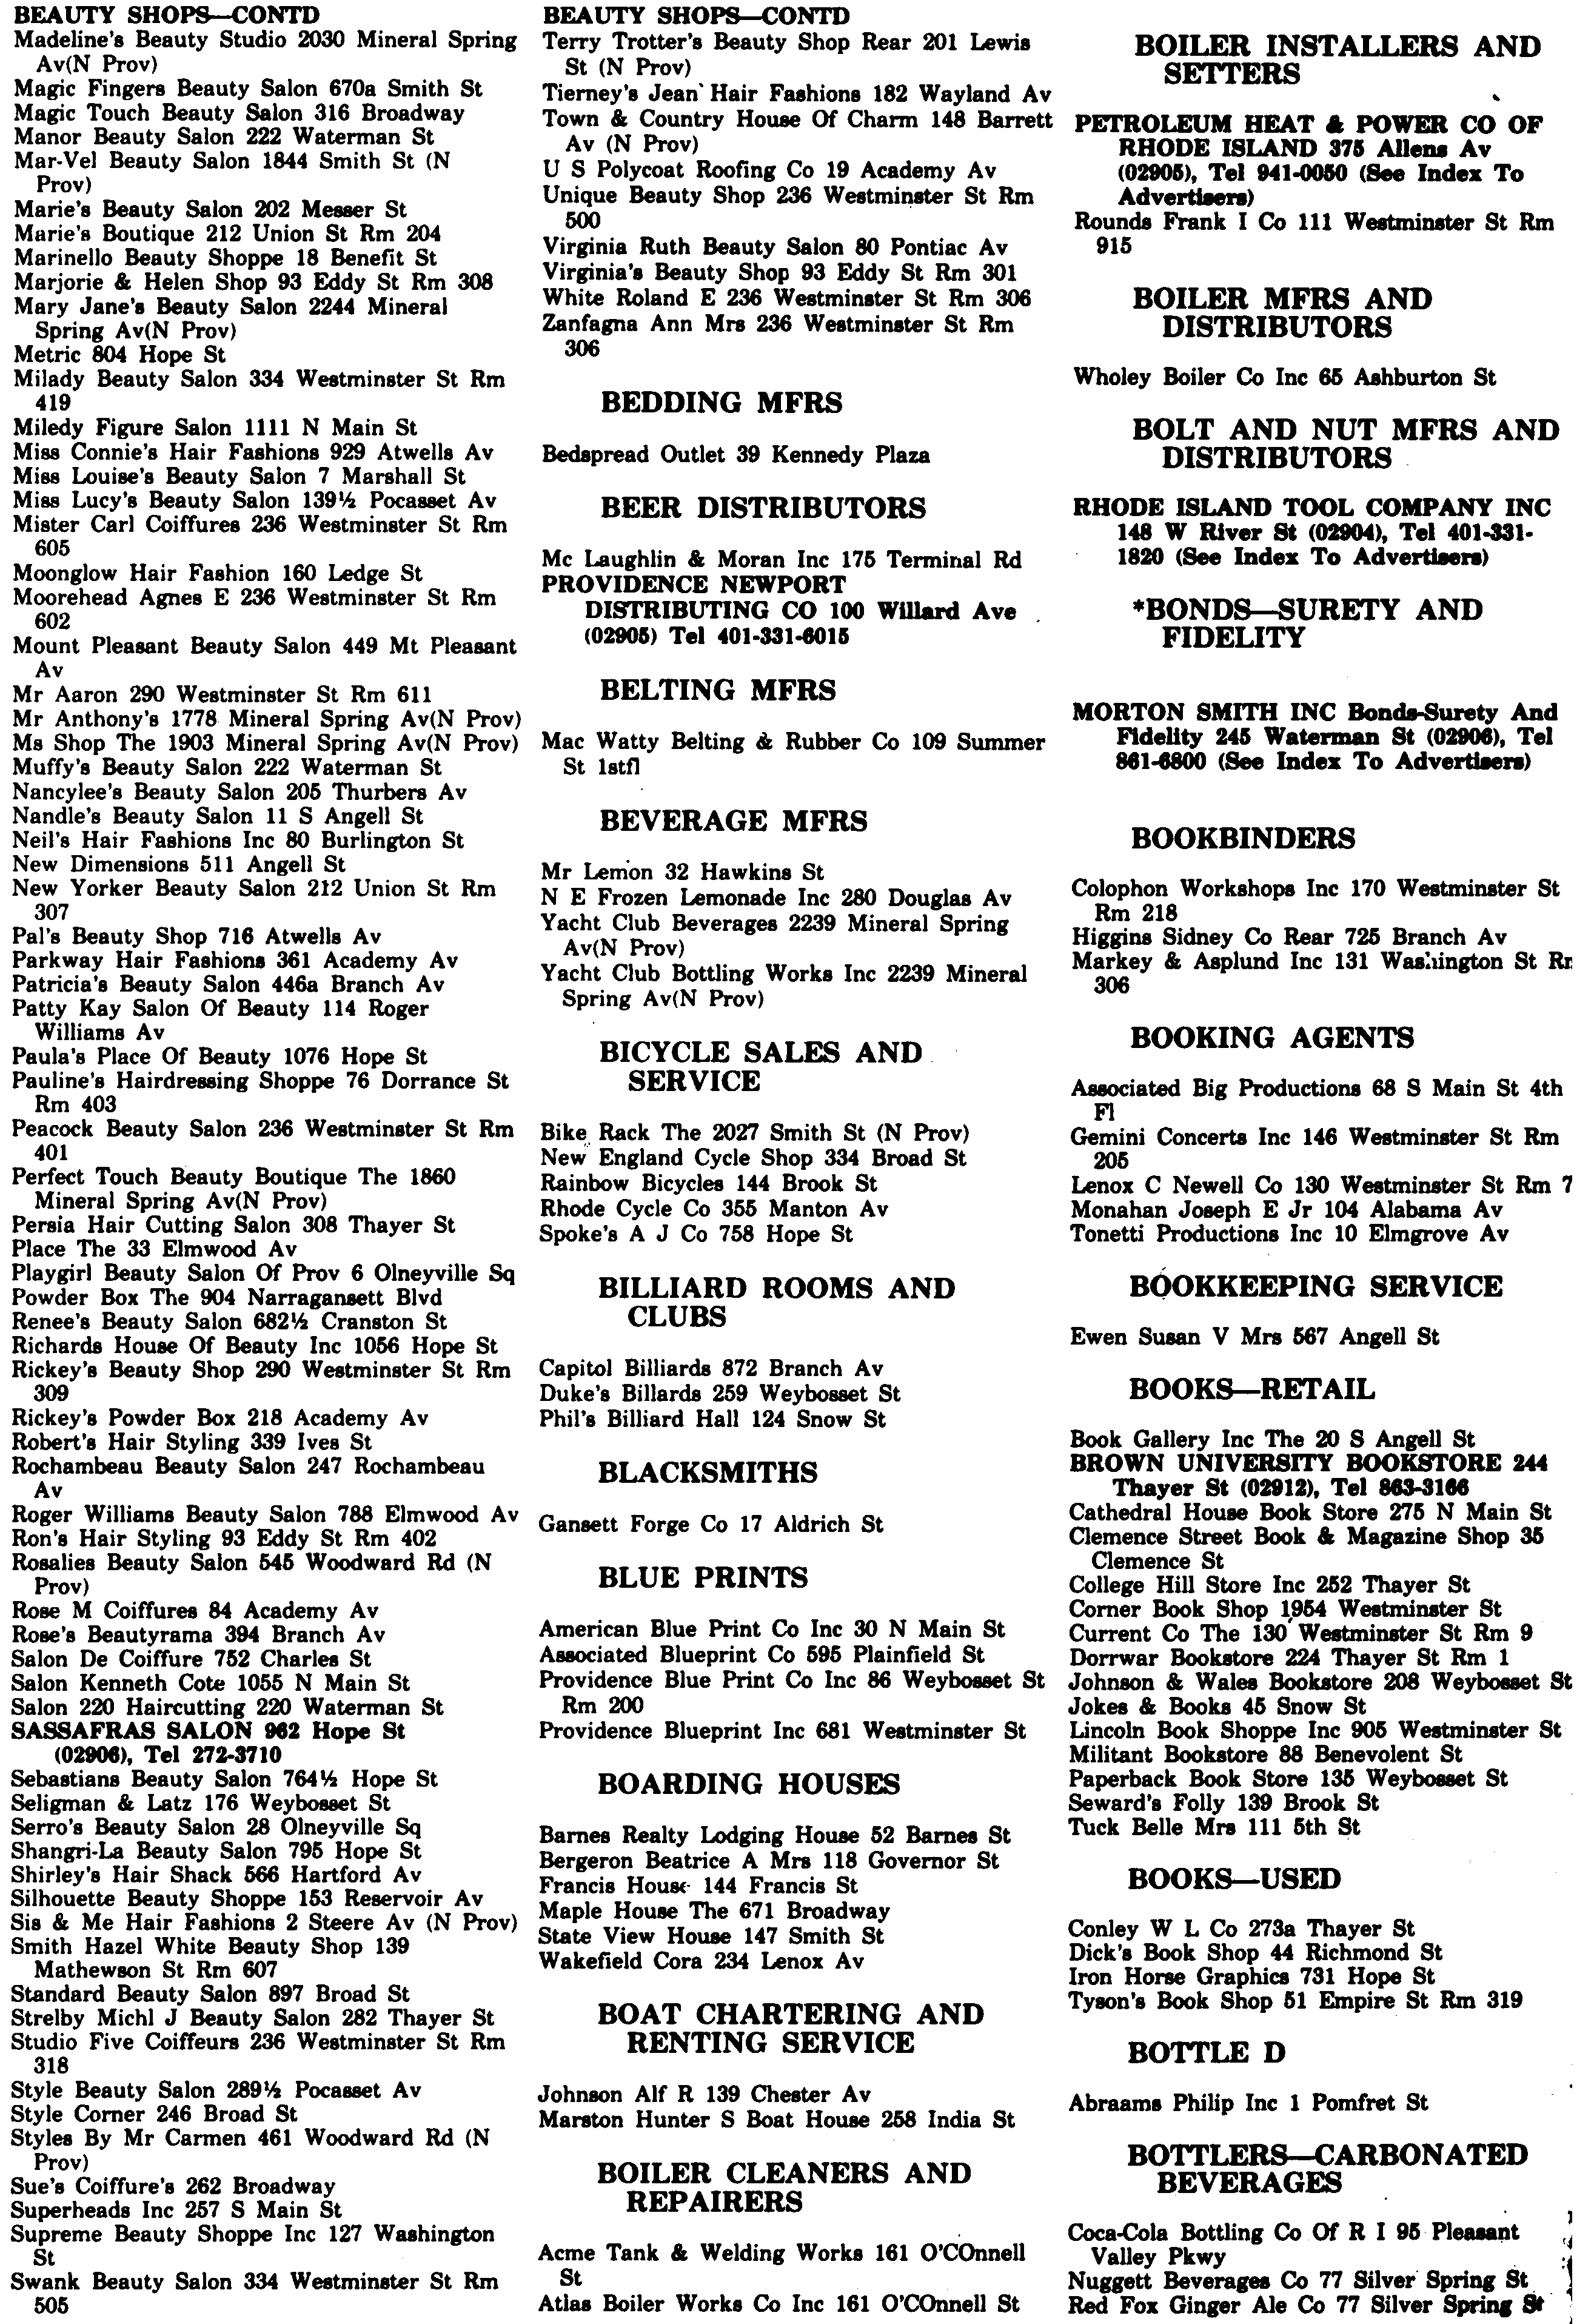 BEAUTY SHOPS—CONTD
Madeline's Beauty Studio 2030 Mineral Spring
Av(N Prov)
Magic Fingers Beauty Salon 670a Smith St
Magic Touch Beauty Salon 316 Broadway
Manor Beauty Salon 222 Waterman St
Mar-Vel Beauty Salon 1844 Smith St (N
Prov)
Marie's Beauty Salon 202 Messer St
Marie's Boutique 212 Union St Rm 204
Marinello Beauty Shoppe 18 Benefit St
Marjorie & Helen Shop 93 Eddy St Rm 308
Mary Jane's Beauty Salon 2244 Mineral
Spring Av(N Prov)
Metric 804 Hope St
Milady Beauty Salon 334 Westminster St Rm
419
Miledy Figure Salon 1111 N Main St
Miss Connie's Hair Fashions 929 Atwells Av
Miss Louise's Beauty Salon 7 Marshall St
Miss Lucy's Beauty Salon 139½ Pocasset Av
Mister Carl Coiffures 236 Westminster St Rm
605
Moonglow Hair Fashion 160 Ledge St
Moorehead Agnes E 236 Westminster St Rm
602
Mount Pleasant Beauty Salon 449 Mt Pleasant
Av
Mr Aaron 290 Westminster St Rm 611
Mr Anthony's 1778 Mineral Spring Av(N Prov)
Ms Shop The 1903 Mineral Spring Av(N Prov)
Muffy's Beauty Salon 222 Waterman St
Nancylee's Beauty Salon 205 Thurbers Av
Nandle's Beauty Salon 11 S Angell St
Neil's Hair Fashions Inc 80 Burlington St
New Dimensions 511 Angell St
New Yorker Beauty Salon 212 Union St Rm
307
Pal's Beauty Shop 716 Atwells Av
Parkway Hair Fashions 361 Academy Av
Patricia's Beauty Salon 446a Branch Av
Patty Kay Salon Of Beauty 114 Roger
Williams Av
Paula's Place Of Beauty 1076 Hope St
Pauline's Hairdressing Shoppe 76 Dorrance St
Rm 403
Peacock Beauty Salon 236 Westminster St Rm
401
Perfect Touch Beauty Boutique The 1860
Mineral Spring Av(N Prov)
Persia Hair Cutting Salon 308 Thayer St
Place The 33 Elmwood Av
Playgirl Beauty Salon Of Prov 6 Olneyville Sq
Powder Box The 904 Narragansett Blvd
Renee's Beauty Salon 682½ Cranston St
Richards House Of Beauty Inc 1056 Hope St
Rickey's Beauty Shop 290 Westminster St Rm
309
Rickey's Powder Box 218 Academy Av
Robert's Hair Styling 339 Ives St
Rochambeau Beauty Salon 247 Rochambeau
Av
Roger Williams Beauty Salon 788 Elmwood Av
Ron's Hair Styling 93 Eddy St Rm 402
Rosalies Beauty Salon 545 Woodward Rd (N
Prov)
Rose M Coiffures 84 Academy Av
Rose's Beautyrama 394 Branch Av
Salon De Coiffure 752 Charles St
Salon Kenneth Cote 1055 N Main St
Salon 220 Haircutting 220 Waterman St
SASSAFRAS SALON 962 Hope St
(02906), Tel 272-3710
Sebastians Beauty Salon 764½ Hope St
Seligman & Latz 176 Weybosset St
Serro's Beauty Salon 28 Olneyville Sq
Shangri-La Beauty Salon 795 Hope St
Shirley's Hair Shack 566 Hartford Av
Silhouette Beauty Shoppe 153 Reservoir Av
Sis & Me Hair Fashions 2 Steere Av (N Prov)
Smith Hazel White Beauty Shop 139
Mathewson St Rm 607
Standard Beauty Salon 897 Broad St
Strelby Michl J Beauty Salon 282 Thayer St
Studio Five Coiffeurs 236 Westminster St Rm
318
Style Beauty Salon 289½ Pocasset Av
Style Corner 246 Broad St
Styles By Mr Carmen 461 Woodward Rd (N
Prov)
Sue's Coiffure's 262 Broadway
Superheads Inc 257 S Main St
Supreme Beauty Shoppe Inc 127 Washington
St
Swank Beauty Salon 334 Westminster St Rm
505
BEAUTY SHOPS—CONTD
Terry Trotter's Beauty Shop Rear 201 Lewis
St (N Prov)
Tierney's Jean Hair Fashions 182 Wayland Av
Town & Country House Of Charm 148 Barrett
Av (N Prov)
U S Polycoat Roofing Co 19 Academy Av
Unique Beauty Shop 236 Westminster St Rm
500
Virginia Ruth Beauty Salon 80 Pontiac Av
Virginia's Beauty Shop 93 Eddy St Rm 301
White Roland E 236 Westminster St Rm 306
Zanfagna Ann Mrs 236 Westminster St Rm
306
BEDDING MFRS
Bedspread Outlet 39 Kennedy Plaza
BEER DISTRIBUTORS
Mc Laughlin & Moran Inc 175 Terminal Rd
PROVIDENCE NEWPORT
DISTRIBUTING CO 100 Willard Ave
(02905) Tel 401-331-6015
BELTING MFRS
Mac Watty Belting & Rubber Co 109 Summer
St 1stfl
BEVERAGE MFRS
Mr Lemon 32 Hawkins St
N E Frozen Lemonade Inc 280 Douglas Av
Yacht Club Beverages 2239 Mineral Spring
Av(N Prov)
Yacht Club Bottling Works Inc 2239 Mineral
Spring Av(N Prov)
BICYCLE SALES AND
SERVICE
Bike Rack The 2027 Smith St (N Prov)
New England Cycle Shop 334 Broad St
Rainbow Bicycles 144 Brook St
Rhode Cycle Co 355 Manton Av
Spoke's A J Co 758 Hope St
BILLIARD ROOMS AND
CLUBS
Capitol Billiards 872 Branch Av
Duke's Billards 259 Weybosset St
Phil's Billiard Hall 124 Snow St
BLACKSMITHS
Gansett Forge Co 17 Aldrich St
BLUE PRINTS
American Blue Print Co Inc 30 N Main St
Associated Blueprint Co 595 Plainfield St
Providence Blue Print Co Inc 86 Weybosset St
Rm 200
Providence Blueprint Inc 681 Westminster St
BOARDING HOUSES
Barnes Realty Lodging House 52 Barnes St
Bergeron Beatrice A Mrs 118 Governor St
Francis House 144 Francis St
Maple House The 671 Broadway
State View House 147 Smith St
Wakefield Cora 234 Lenox Av
BOAT CHARTERING AND
RENTING SERVICE
Johnson Alf R 139 Chester Av
Marston Hunter S Boat House 258 India St
BOILER CLEANERS AND
REPAIRERS
Acme Tank & Welding Works 161 O'COnnell
St
Atlas Boiler Works Co Inc 161 O'COnnell St
BOILER INSTALLERS AND
SETTERS
PETROLEUM HEAT & POWER CO OF
RHODE ISLAND 375 Allens Av
(02905), Tel 941-0050 (See Index To
Advertisers)
Rounds Frank I Co 111 Westminster St Rm
915
BOILER MFRS AND
DISTRIBUTORS
Wholey Boiler Co Inc 65 Ashburton St
BOLT AND NUT MFRS AND
DISTRIBUTORS
RHODE ISLAND TOOL COMPANY INC
148 W River St (02904), Tel 401-331-
1820 (See Index To Advertisers)
*BONDS—SURETY AND
FIDELITY
MORTON SMITH INC Bonds-Surety And
Fidelity 245 Waterman St (02906), Tel
861-6800 (See Index To Advertisers)
BOOKBINDERS
Colophon Workshops Inc 170 Westminster St
Rm 218
Higgins Sidney Co Rear 725 Branch Av
Markey & Asplund Inc 131 Washington St Rm
306
BOOKING AGENTS
Associated Big Productions 68 S Main St 4th
Fl
Gemini Concerts Inc 146 Westminster St Rm
205
Lenox C Newell Co 130 Westminster St Rm 7
Monahan Joseph E Jr 104 Alabama Av
Tonetti Productions Inc 10 Elmgrove Av
BOOKKEEPING SERVICE
Ewen Susan V Mrs 567 Angell St
BOOKS—RETAIL
Book Gallery Inc The 20 S Angell St
BROWN UNIVERSITY BOOKSTORE 244
Thayer St (02912), Tel 863-3166
Cathedral House Book Store 275 N Main St
Clemence Street Book & Magazine Shop 35
Clemence St
College Hill Store Inc 252 Thayer St
Corner Book Shop 1954 Westminster St
Current Co The 130 Westminster St Rm 9
Dorrwar Bookstore 224 Thayer St Rm 1
Johnson & Wales Bookstore 208 Weybosset St
Jokes & Books 45 Snow St
Lincoln Book Shoppe Inc 905 Westminster St
Militant Bookstore 88 Benevolent St
Paperback Book Store 135 Weybosset St
Seward's Folly 139 Brook St
Tuck Belle Mrs 111 5th St
BOOKS—USED
Conley W L Co 273a Thayer St
Dick's Book Shop 44 Richmond St
Iron Horse Graphics 731 Hope St
Tyson's Book Shop 51 Empire St Rm 319
BOTTLE D
Abraams Philip Inc 1 Pomfret St
BOTTLERS—CARBONATED
BEVERAGES
Coca-Cola Bottling Co Of R I 95 Pleasant
Valley Pkwy
Nuggett Beverages Co 77 Silver Spring St
Red Fox Ginger Ale Co 77 Silver Spring St